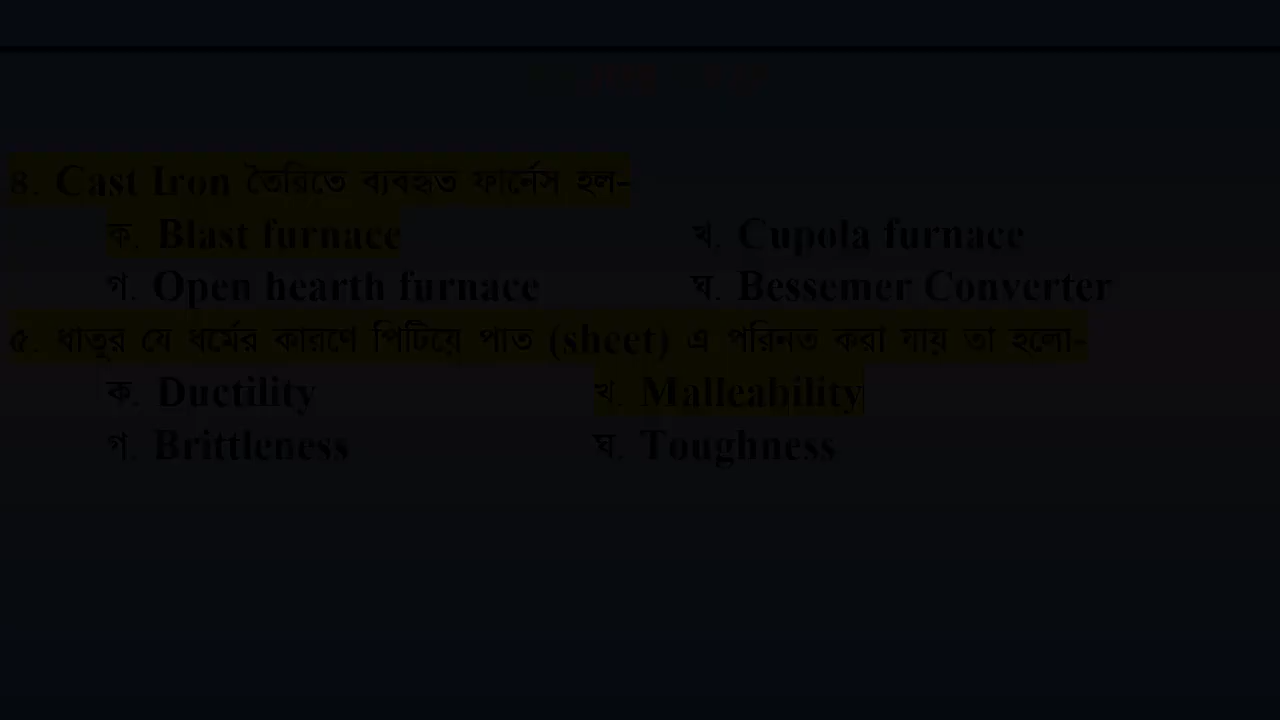 ৪. Cast Iron তৈরিতে ব্যবহৃত ফার্নেস হল-
ক. Blast furnace খ. Cupola furnace
গ. Open hearth furnace ঘ. Bessemer Converter
৫. ধাতুর যে ধর্মের কারণে পিটিয়ে পাত (sheet) এ পরিনত করা যায় তা হলো-
ক. Ductility খ. Malleability
গ. Brittleness ঘ. Toughness